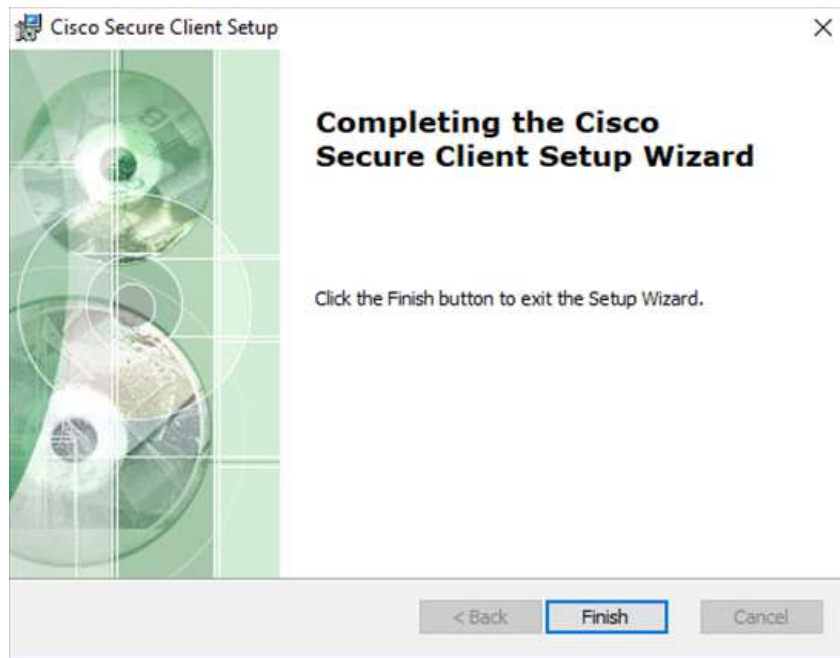 Cisco Secure Client Setup
Completing the Cisco
Secure Client Setup Wizard
Click the Finish button to exit the Setup Wizard.
< Back
Finish
Cancel